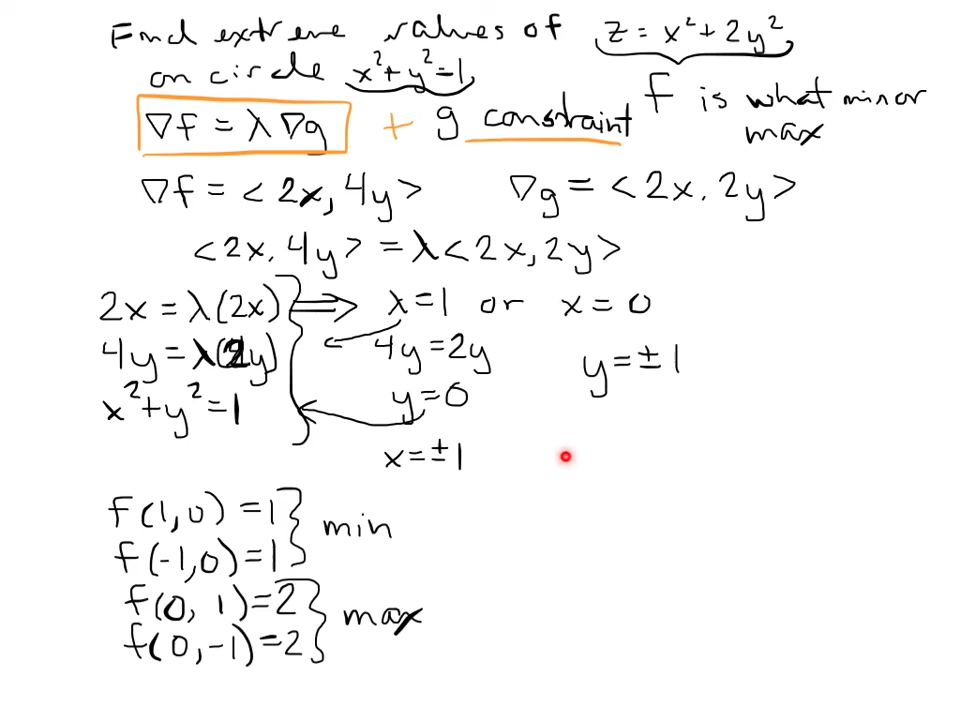 Find extreme values of z = x² + 2y²
on circle x² + y² = 1
f is what min or max
∇f = λ∇g + g constraint
∇f = <2x, 4y> ∇g = <2x, 2y>
<2x, 4y> = λ<2x, 2y>
2x = λ(2x) ⟹ λ = 1 or x = 0
4y = λ(2y) 4y = 2y y = ±1
x² + y² = 1 y = 0
x = ±1
f(1,0) = 1
f(-1,0) = 1 } min
f(0, 1) = 2
f(0, -1) = 2 } max